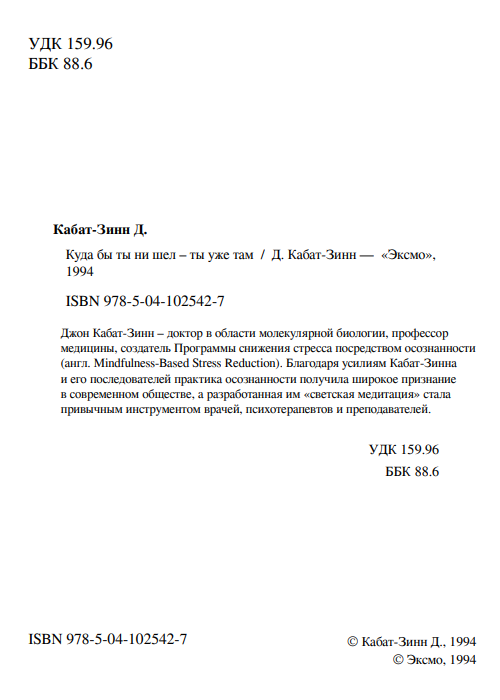 УДК 159.96
ББК 88.6
Кабат-Зинн Д.
Куда бы ты ни шел – ты уже там / Д. Кабат-Зинн — «Эксмо»,
1994
ISBN 978-5-04-102542-7
Джон Кабат-Зинн – доктор в области молекулярной биологии, профессор
медицины, создатель Программы снижения стресса посредством осознанности
(англ. Mindfulness-Based Stress Reduction). Благодаря усилиям Кабат-Зинна
и его последователей практика осознанности получила широкое признание
в современном обществе, а разработанная им «светская медитация» стала
привычным инструментом врачей, психотерапевтов и преподавателей.
УДК 159.96
ББК 88.6
ISBN 978-5-04-102542-7
© Кабат-Зинн Д., 1994
© Эксмо, 1994